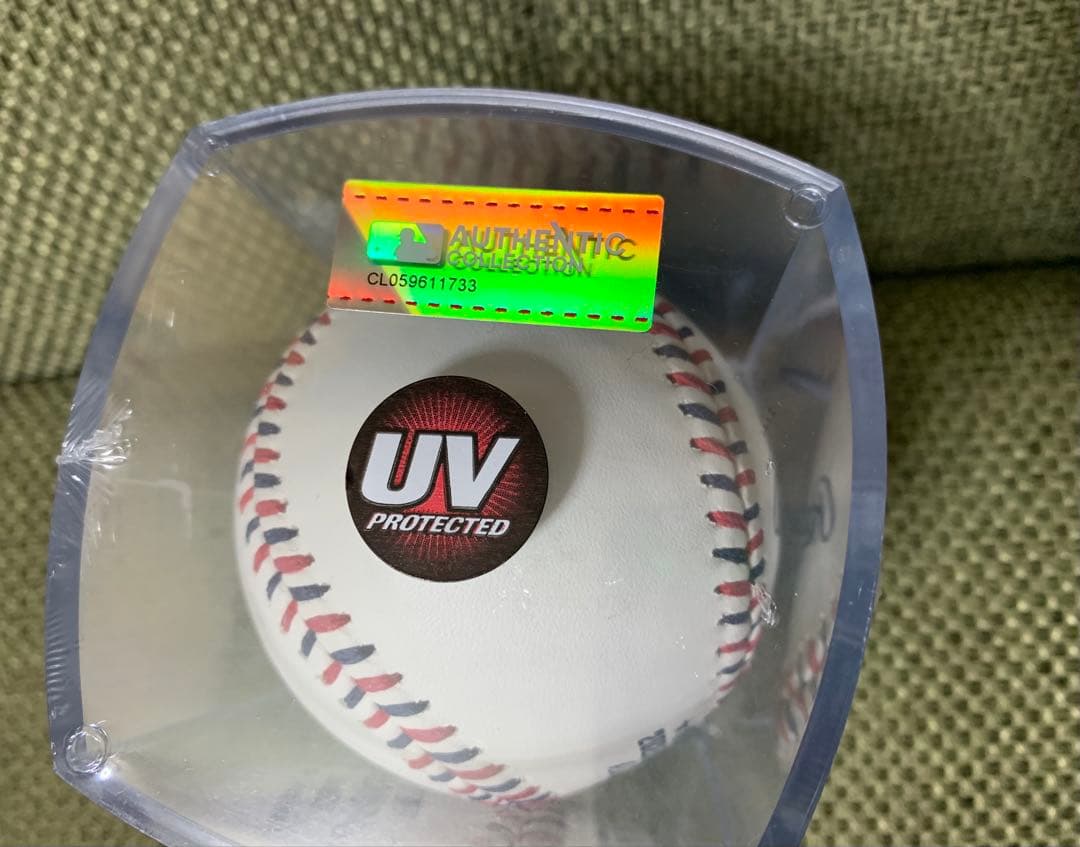 AUTHENTIC
COLLECTION
CL059611733
UV
PROTECTED